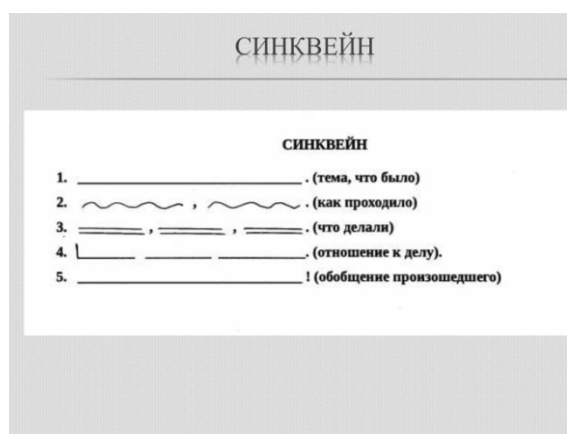 СИНКВЕЙН
СИНКВЕЙН
1. . (тема, что было)
2. , . (как проходило)
3. , , . (что делали)
4. . (отношение к делу).
5. ! (обобщение произошедшего)